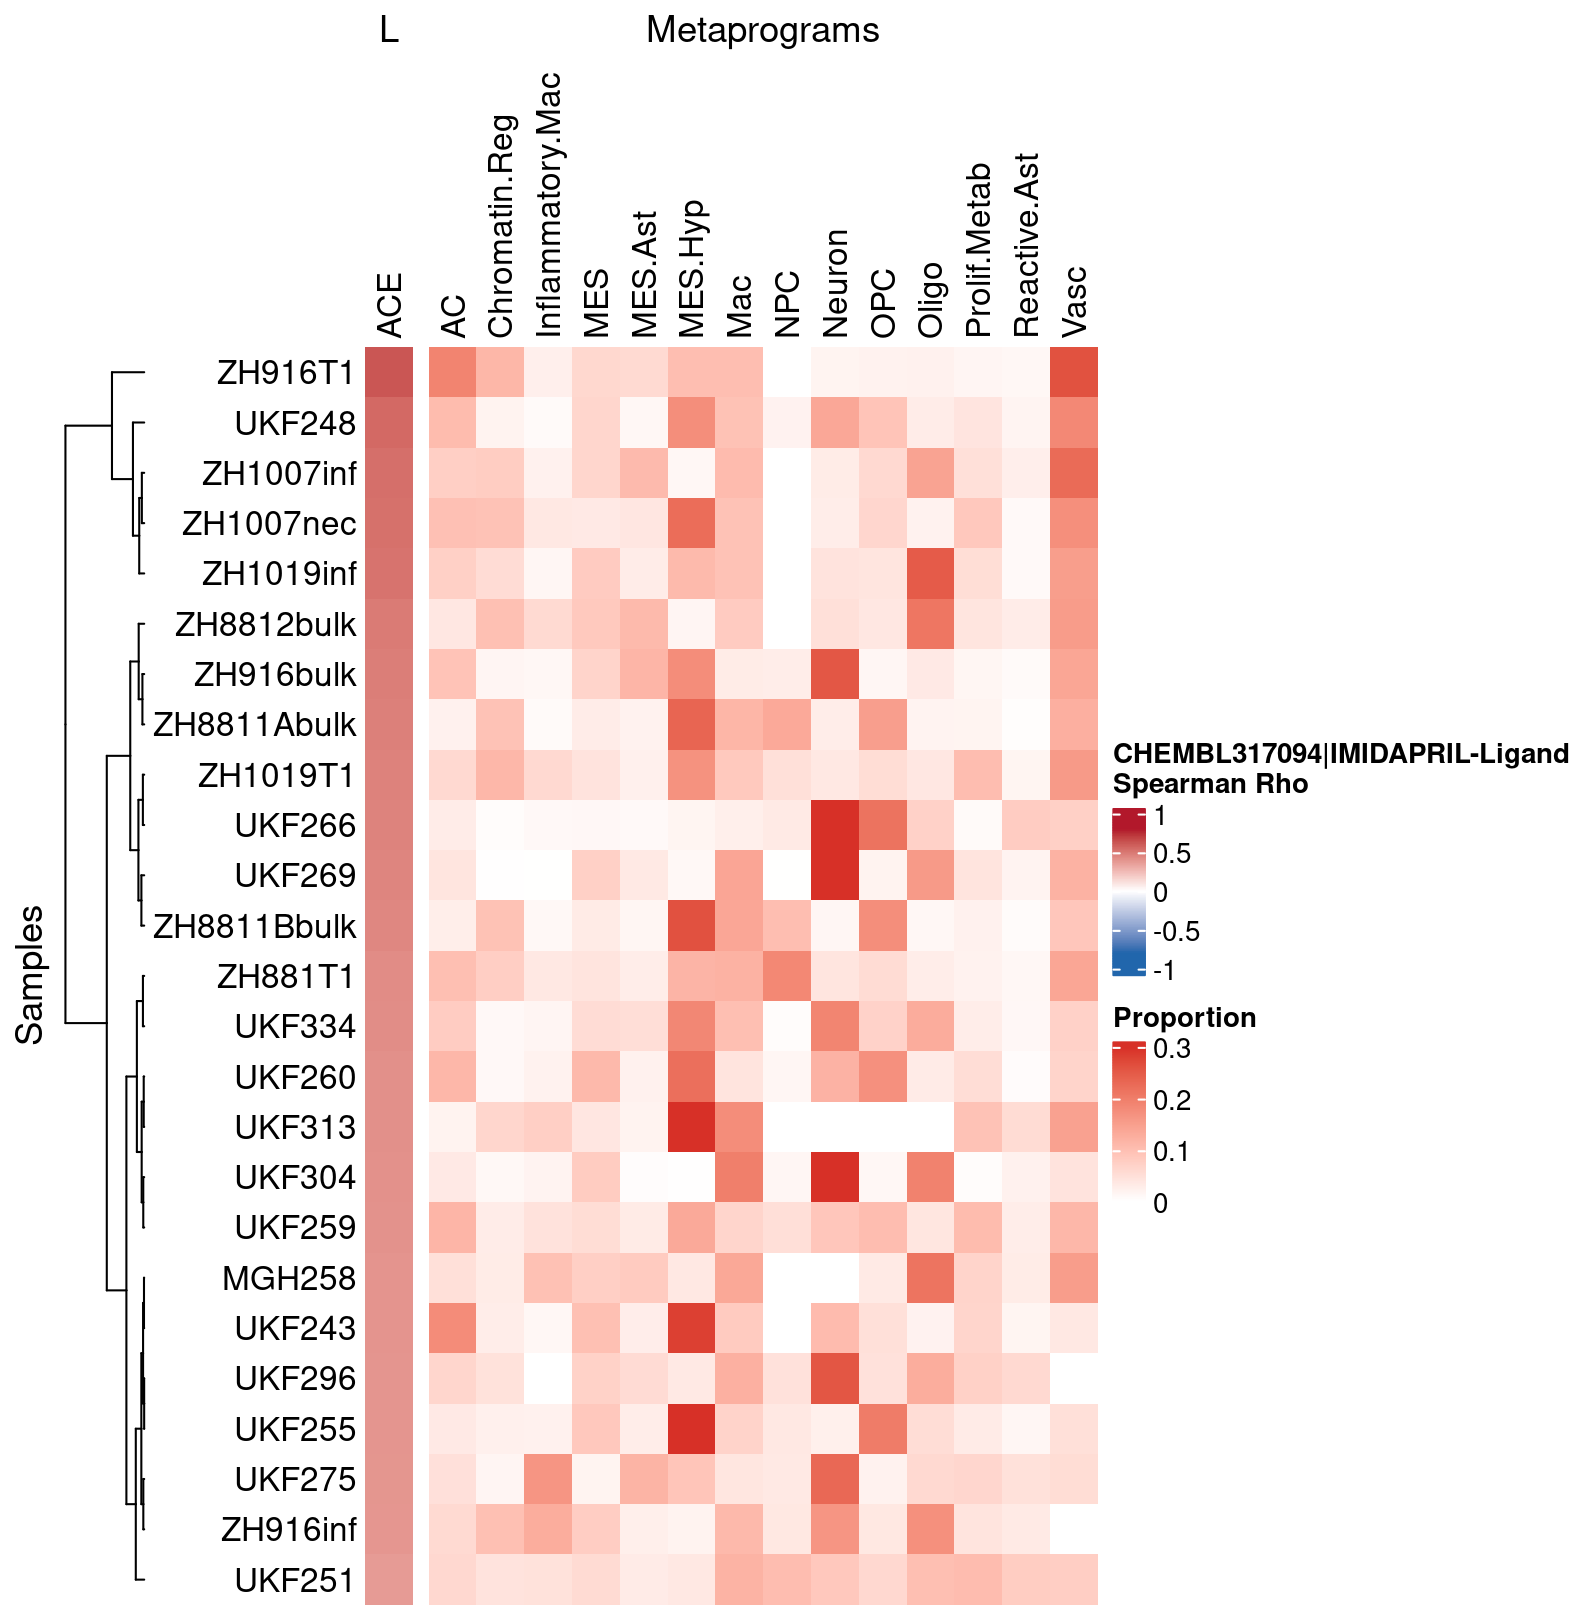 L Metaprograms
ACE
AC
Chromatin.Reg
Inflammatory.Mac
MES
MES.Ast
MES.Hyp
Mac
NPC
Neuron
OPC
Oligo
Prolif.Metab
Reactive.Ast
Vasc
Samples
ZH916T1
UKF248
ZH1007inf
ZH1007nec
ZH1019inf
ZH8812bulk
ZH916bulk
ZH8811Abulk
ZH1019T1
UKF266
UKF269
ZH8811Bbulk
ZH881T1
UKF334
UKF260
UKF313
UKF304
UKF259
MGH258
UKF243
UKF296
UKF255
UKF275
ZH916inf
UKF251
CHEMBL317094|IMIDAPRIL-Ligand
Spearman Rho
1
0.5
0
-0.5
-1
Proportion
0.3
0.2
0.1
0